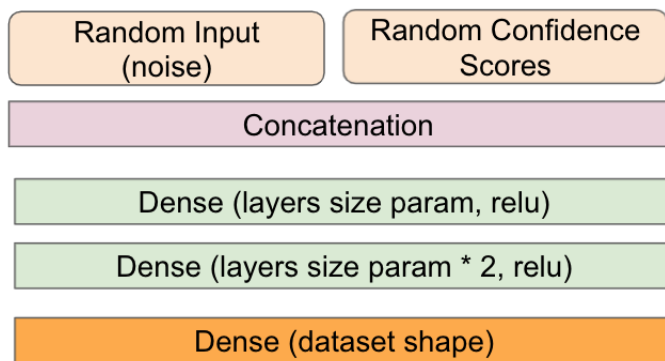 Random Input
(noise)
Random Confidence
Scores
Concatenation
Dense (layers size param, relu)
Dense (layers size param * 2, relu)
Dense (dataset shape)